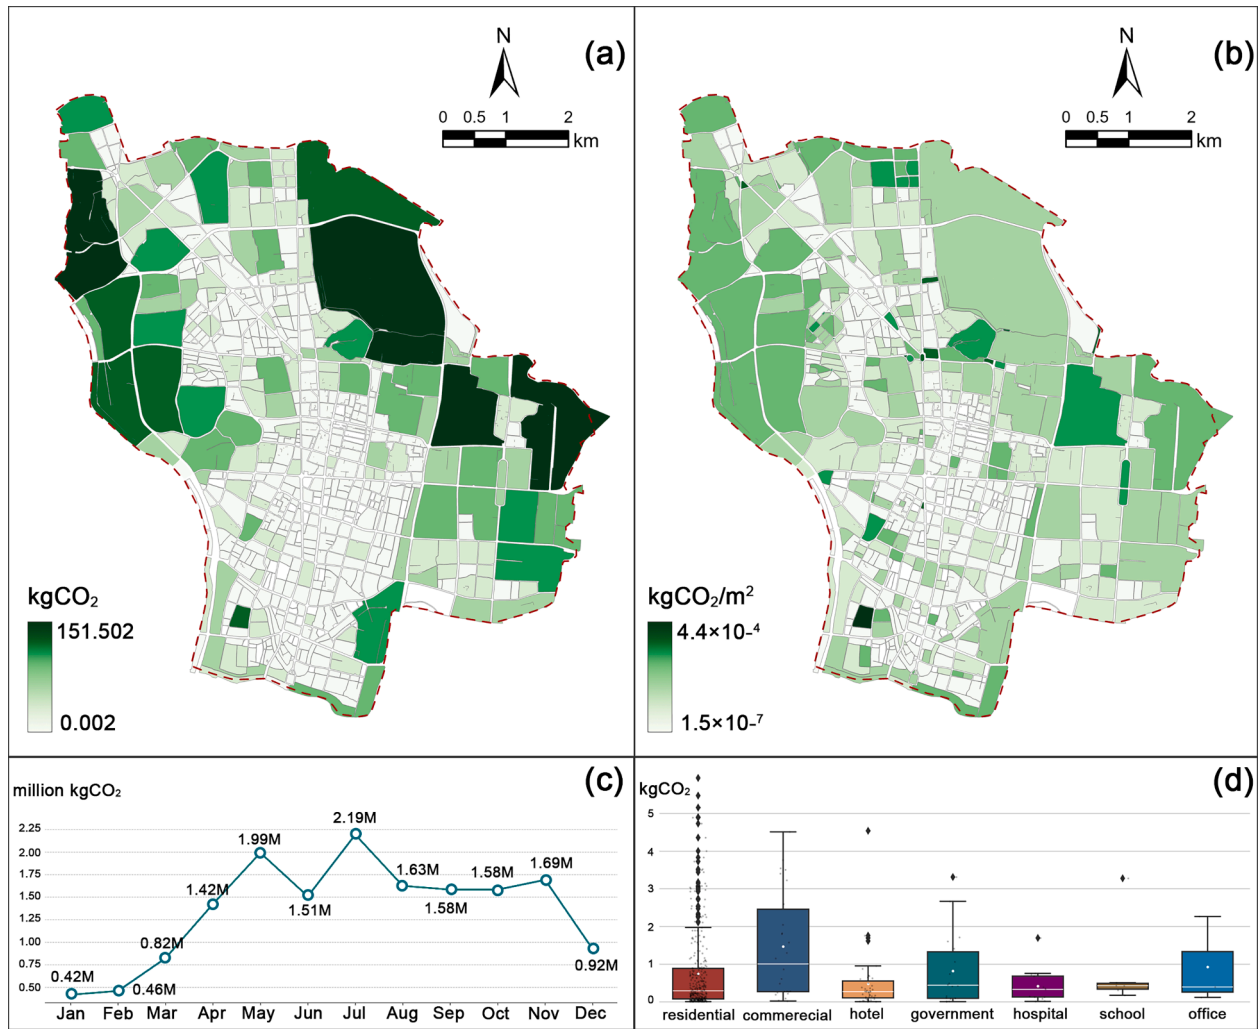 N
(a)
0 0.5 1 2
km
kgCO₂
151.502
0.002
N
(b)
0 0.5 1 2
km
kgCO₂/m²
4.4×10-⁴
1.5×10-⁷
(c)
million kgCO₂
2.25
2.00
1.75
1.50
1.25
1.00
0.75
0.50
0.42M
0.46M
0.82M
1.42M
1.99M
1.51M
2.19M
1.63M
1.58M
1.58M
1.69M
0.92M
Jan Feb Mar Apr May Jun Jul Aug Sep Oct Nov Dec
(d)
kgCO₂
5
4
3
2
1
0
residential commerecial hotel government hospital school office